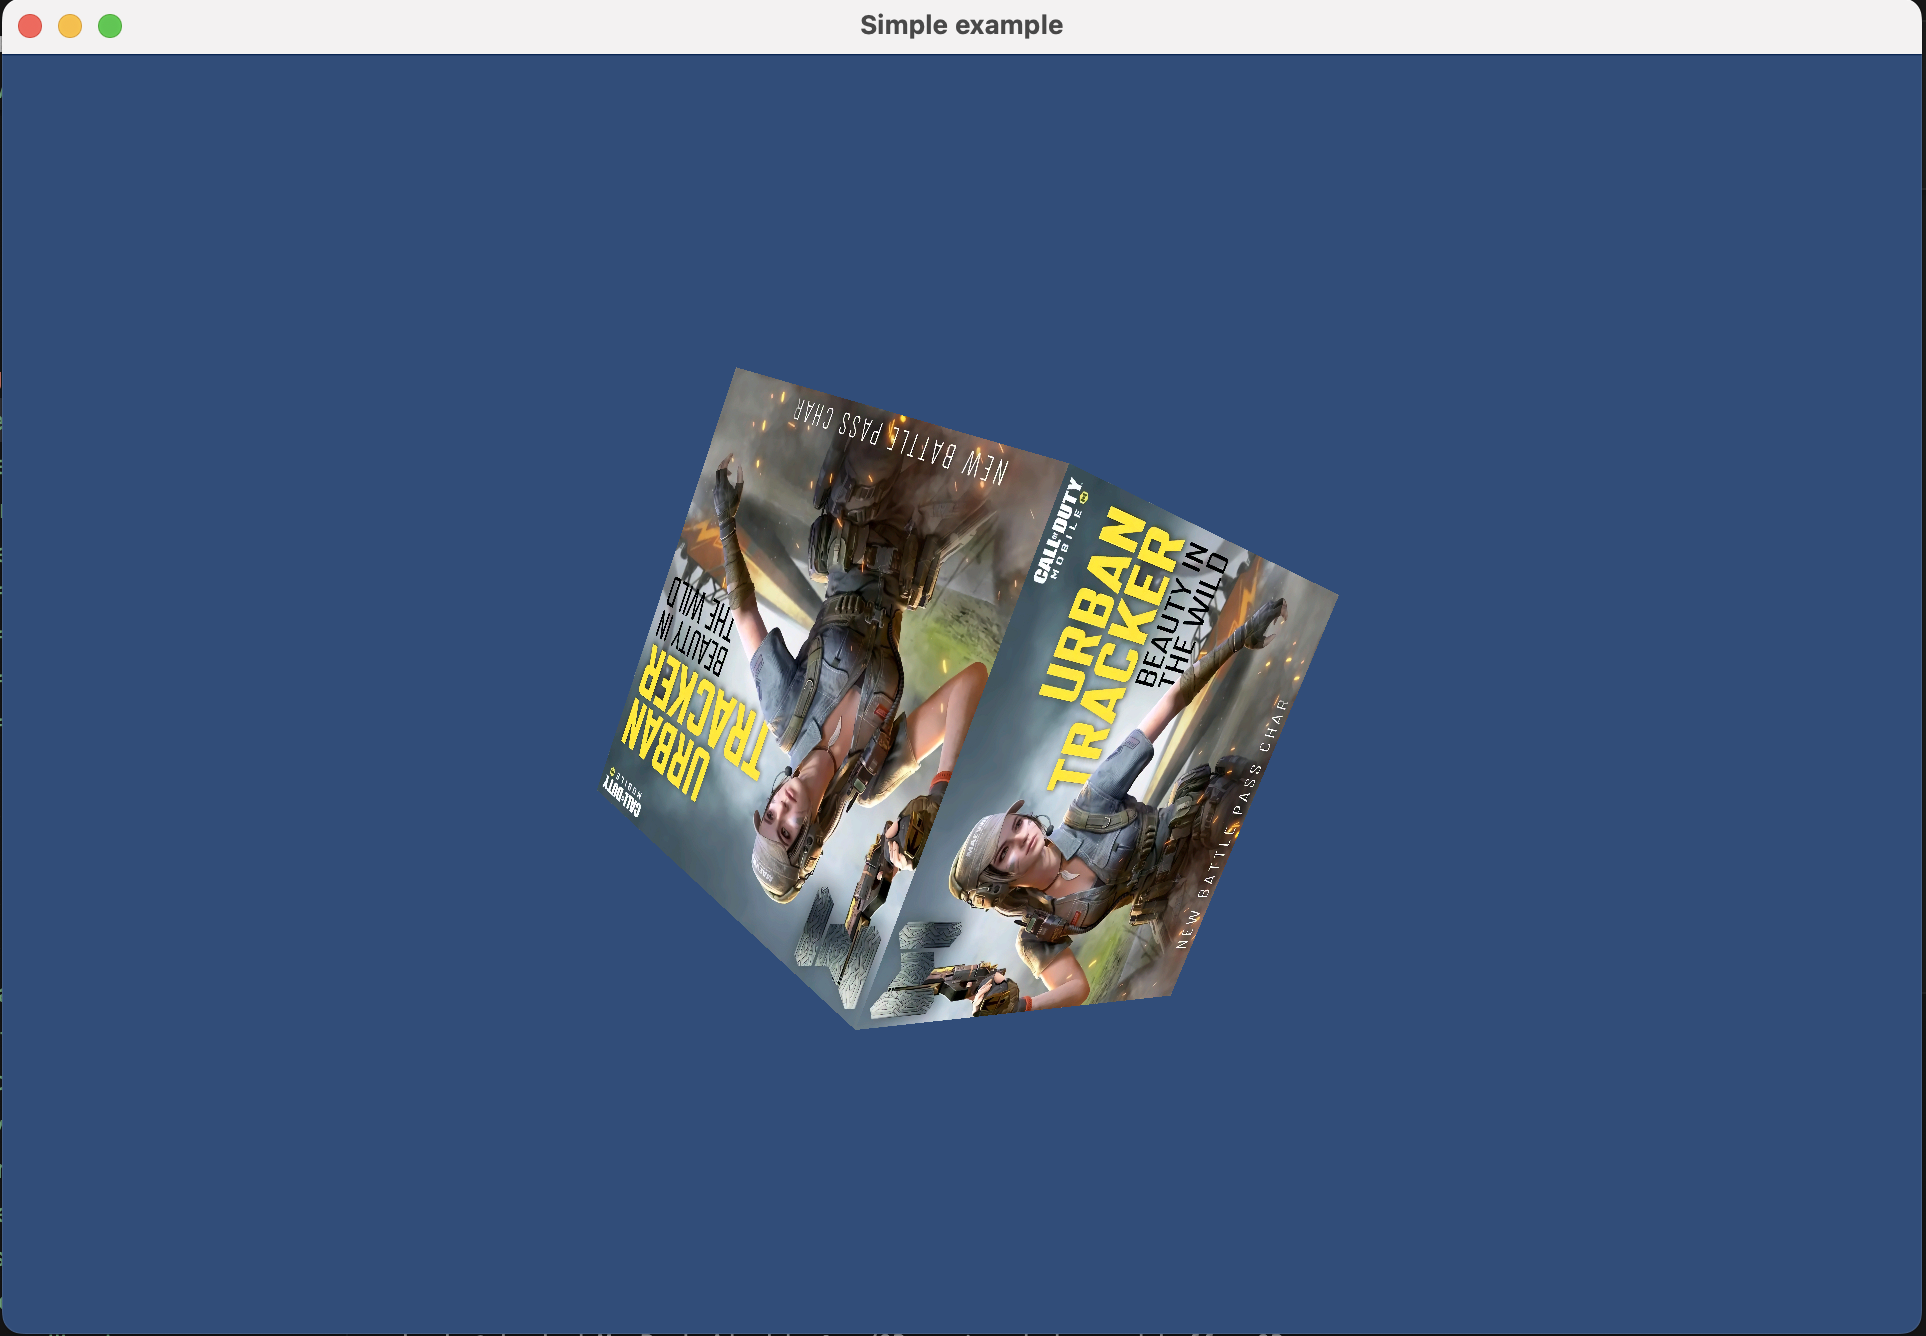 Simple example
NEW BATTLE PASS CHAR
BEAUTY IN
THE WILD
URBAN
TRACKER
CALL OF DUTY
MOBILE
CALL OF DUTY
MOBILE
URBAN
TRACKER
BEAUTY IN
THE WILD
NEW BATTLE PASS CHAR